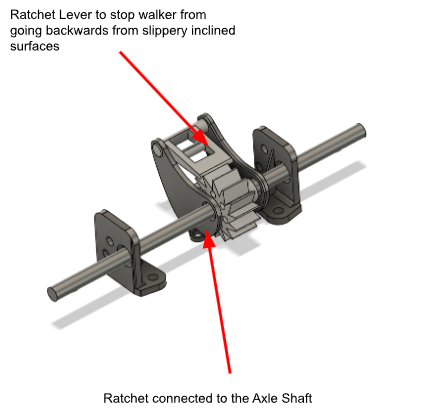 Ratchet Lever to stop walker from
going backwards from slippery inclined
surfaces
Ratchet connected to the Axle Shaft